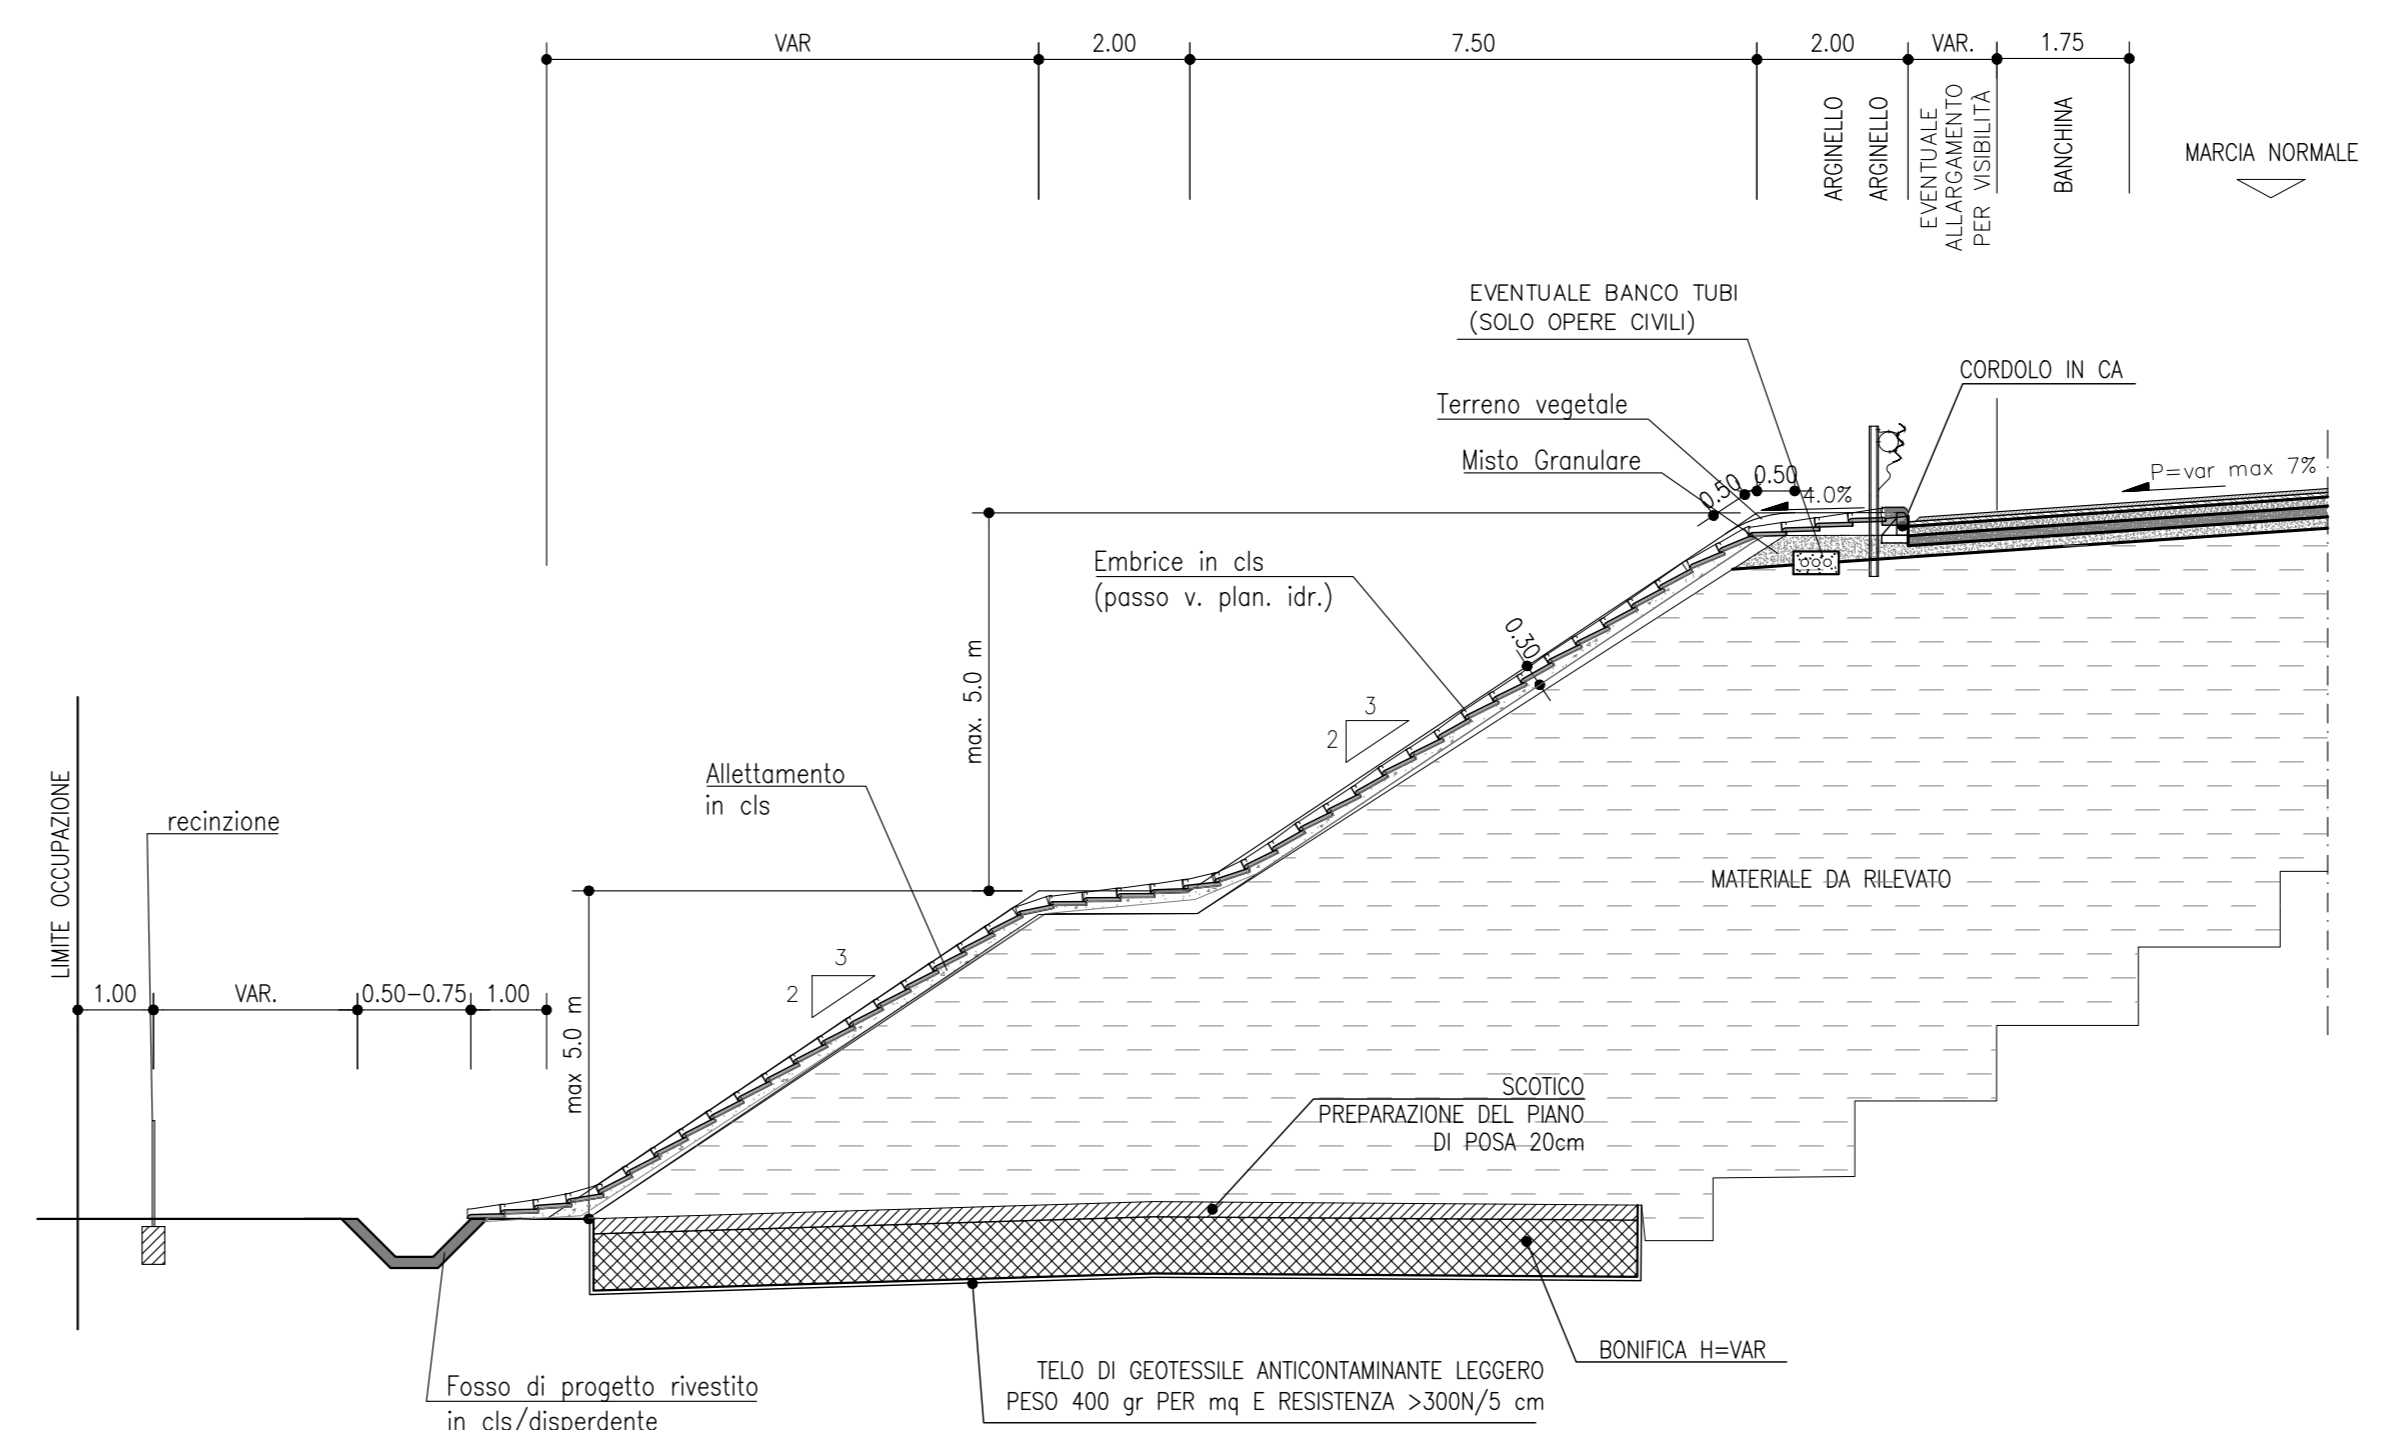 VAR
2.00
7.50
2.00
VAR.
1.75
ARGINELLO
ARGINELLO
EVENTUALE
ALLARGAMENTO
PER VISIBILITÀ
BANCHINA
MARCIA NORMALE
EVENTUALE BANCO TUBI
(SOLO OPERE CIVILI)
CORDOLO IN CA
Terreno vegetale
Misto Granulare
0.50
0.50
4.0%
P=var max 7%
Embrice in cls
(passo v. plan. idr.)
0.30
max. 5.0 m
3
2
Allettamento
in cls
recinzione
LIMITE OCCUPAZIONE
MATERIALE DA RILEVATO
3
2
1.00
VAR.
0.50-0.75
1.00
max 5.0 m
SCOTICO
PREPARAZIONE DEL PIANO
DI POSA 20cm
BONIFICA H=VAR
TELO DI GEOTESSILE ANTICONTAMINANTE LEGGERO
PESO 400 gr PER mq E RESISTENZA >300N/5 cm
Fosso di progetto rivestito
in cls/disperdente